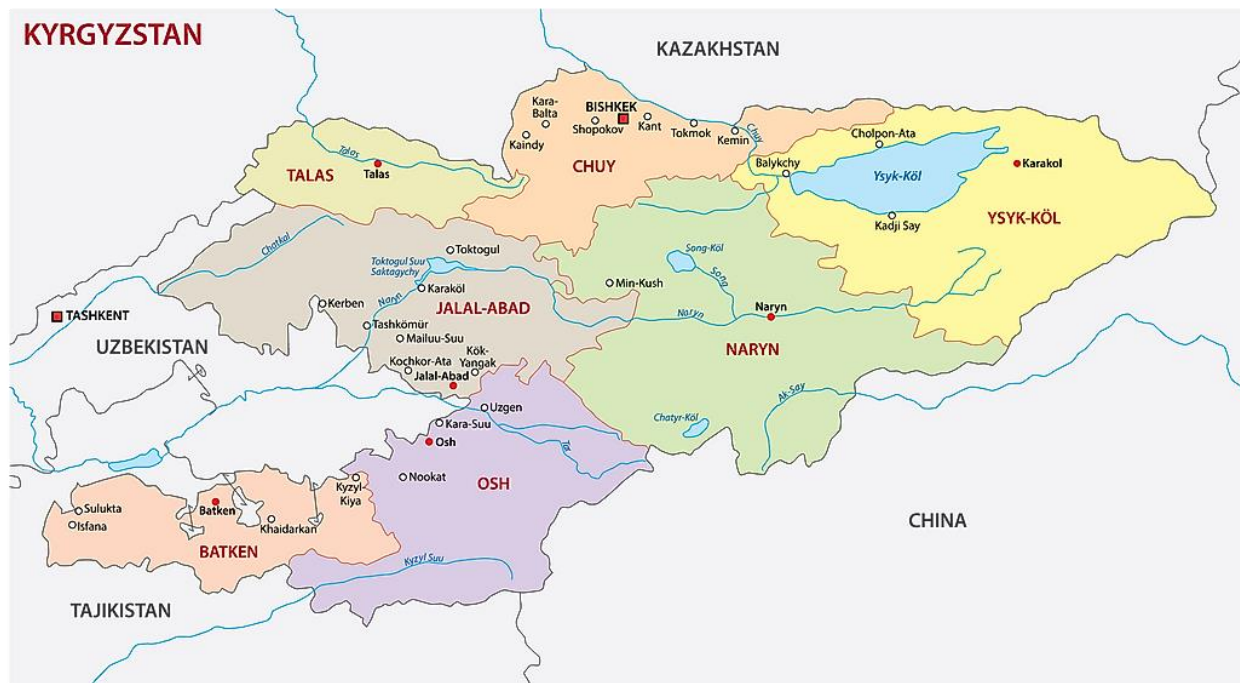 KYRGYZSTAN
KAZAKHSTAN
Kara-
Balta
BISHKEK
Shopokov
Kant
Tokmok
Kemin
Kaindy
Chuy
CHUY
Cholpon-Ata
Balykchy
Ysyk-Köl
Karakol
Kadji Say
YSYK-KÖL
Talas
Talas
TALAS
Chatkal
Toktogul
Toktogul Suu
Saktagychy
Naryn
Karaköl
Kerben
JALAL-ABAD
Tashkömür
Mailuu-Suu
Kochkor-Ata
Kök-
Yangak
Jalal-Abad
Song-Köl
Song
Min-Kush
Naryn
Naryn
NARYN
Ak-Say
Chatyr-Köl
TASHKENT
UZBEKISTAN
Uzgen
Kara-Suu
Osh
Tar
Nookat
OSH
Kyzyl-
Kiya
Sulukta
Isfana
Batken
Khaidarkan
BATKEN
Kyzyl Suu
CHINA
TAJIKISTAN